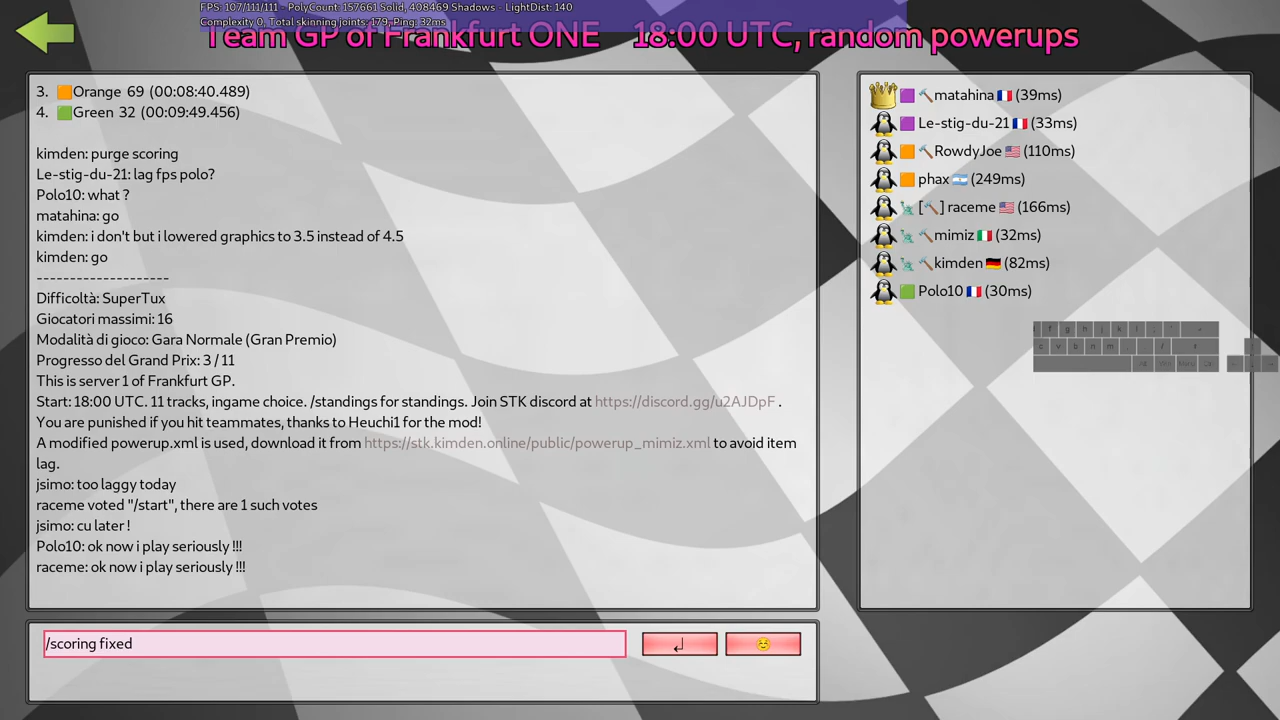 FPS: 107/111/111 - PolyCount: 157661 Solid, 408469 Shadows - LightDist: 140
Complexity 0, Total skinning joints: 179, Ping: 32ms
Team GP of Frankfurt ONE 18:00 UTC, random powerups
3. Orange 69 (00:08:40.489)
4. Green 32 (00:09:49.456)
kimden: purge scoring
Le-stig-du-21: lag fps polo?
Polo10: what ?
matahina: go
kimden: i don't but i lowered graphics to 3.5 instead of 4.5
kimden: go
--------------------
Difficoltà: SuperTux
Giocatori massimi: 16
Modalità di gioco: Gara Normale (Gran Premio)
Progresso del Grand Prix: 3 / 11
This is server 1 of Frankfurt GP.
Start: 18:00 UTC. 11 tracks, ingame choice. /standings for standings. Join STK discord at https://discord.gg/u2AJDpF .
You are punished if you hit teammates, thanks to Heuchi1 for the mod!
A modified powerup.xml is used, download it from https://stk.kimden.online/public/powerup_mimiz.xml to avoid item
lag.
jsimo: too laggy today
raceme voted "/start", there are 1 such votes
jsimo: cu later !
Polo10: ok now i play seriously !!!
raceme: ok now i play seriously !!!
/scoring fixed
matahina (39ms)
Le-stig-du-21 (33ms)
RowdyJoe (110ms)
phax (249ms)
[🔨] raceme (166ms)
mimiz (32ms)
kimden (82ms)
Polo10 (30ms)
f g h j k l ; '
c v b n m . /